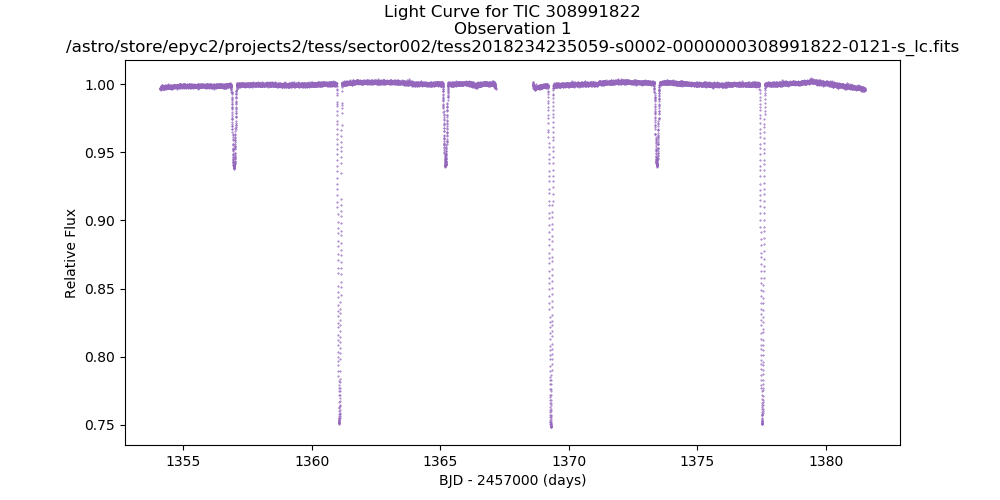 Light Curve for TIC 308991822
Observation 1
/astro/store/epyc2/projects2/tess/sector002/tess2018234235059-s0002-0000000308991822-0121-s_lc.fits
1.00
0.95
0.90
0.85
0.80
0.75
Relative Flux
1355 1360 1365 1370 1375 1380
BJD - 2457000 (days)